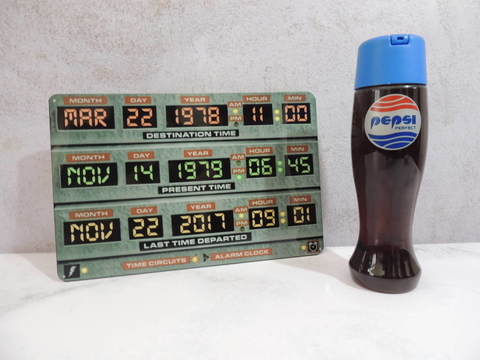 MONTH DAY YEAR AM PM HOUR MIN
MAR 22 1978 11 00
DESTINATION TIME
MONTH DAY YEAR AM PM HOUR MIN
NOV 14 1979 06 45
PRESENT TIME
MONTH DAY YEAR AM PM HOUR MIN
NOV 22 2017 09 01
LAST TIME DEPARTED
TIME CIRCUITS ALARM CLOCK
pepsi
PERFECT